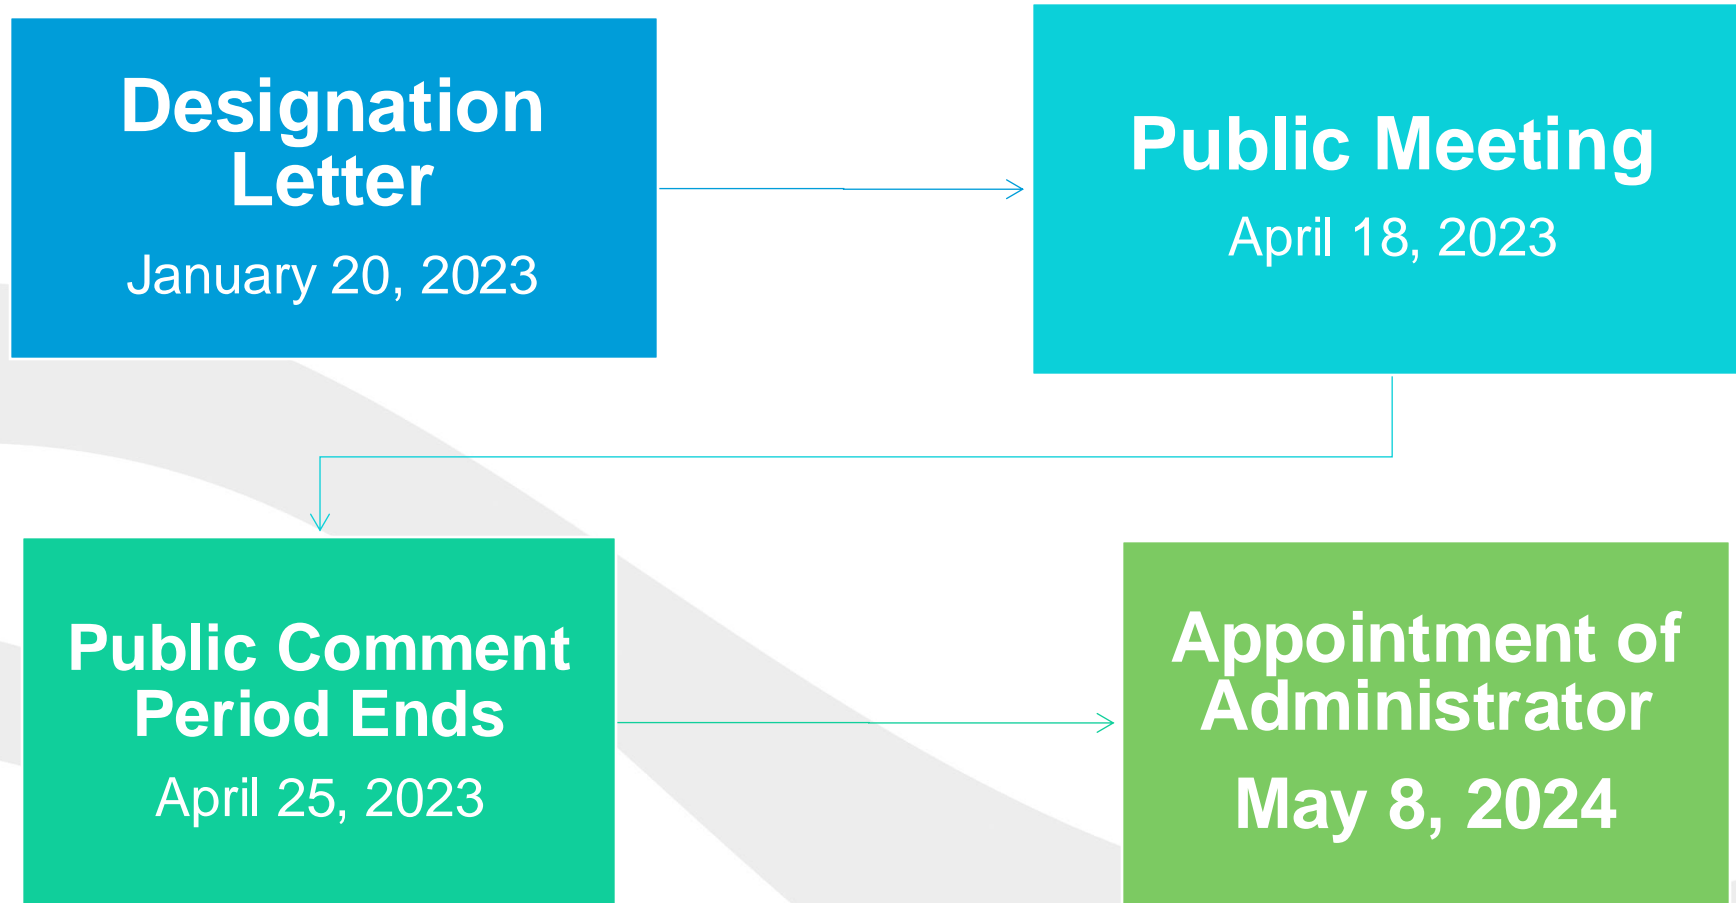 Designation
Letter
January 20, 2023
Public Meeting
April 18, 2023
Public Comment
Period Ends
April 25, 2023
Appointment of
Administrator
May 8, 2024